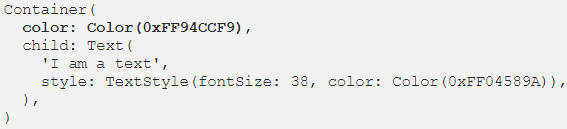 Container(
  color: Color(0xFF94CCF9),
  child: Text(
    'I am a text',
    style: TextStyle(fontSize: 38, color: Color(0xFF04589A)),
  ),
)